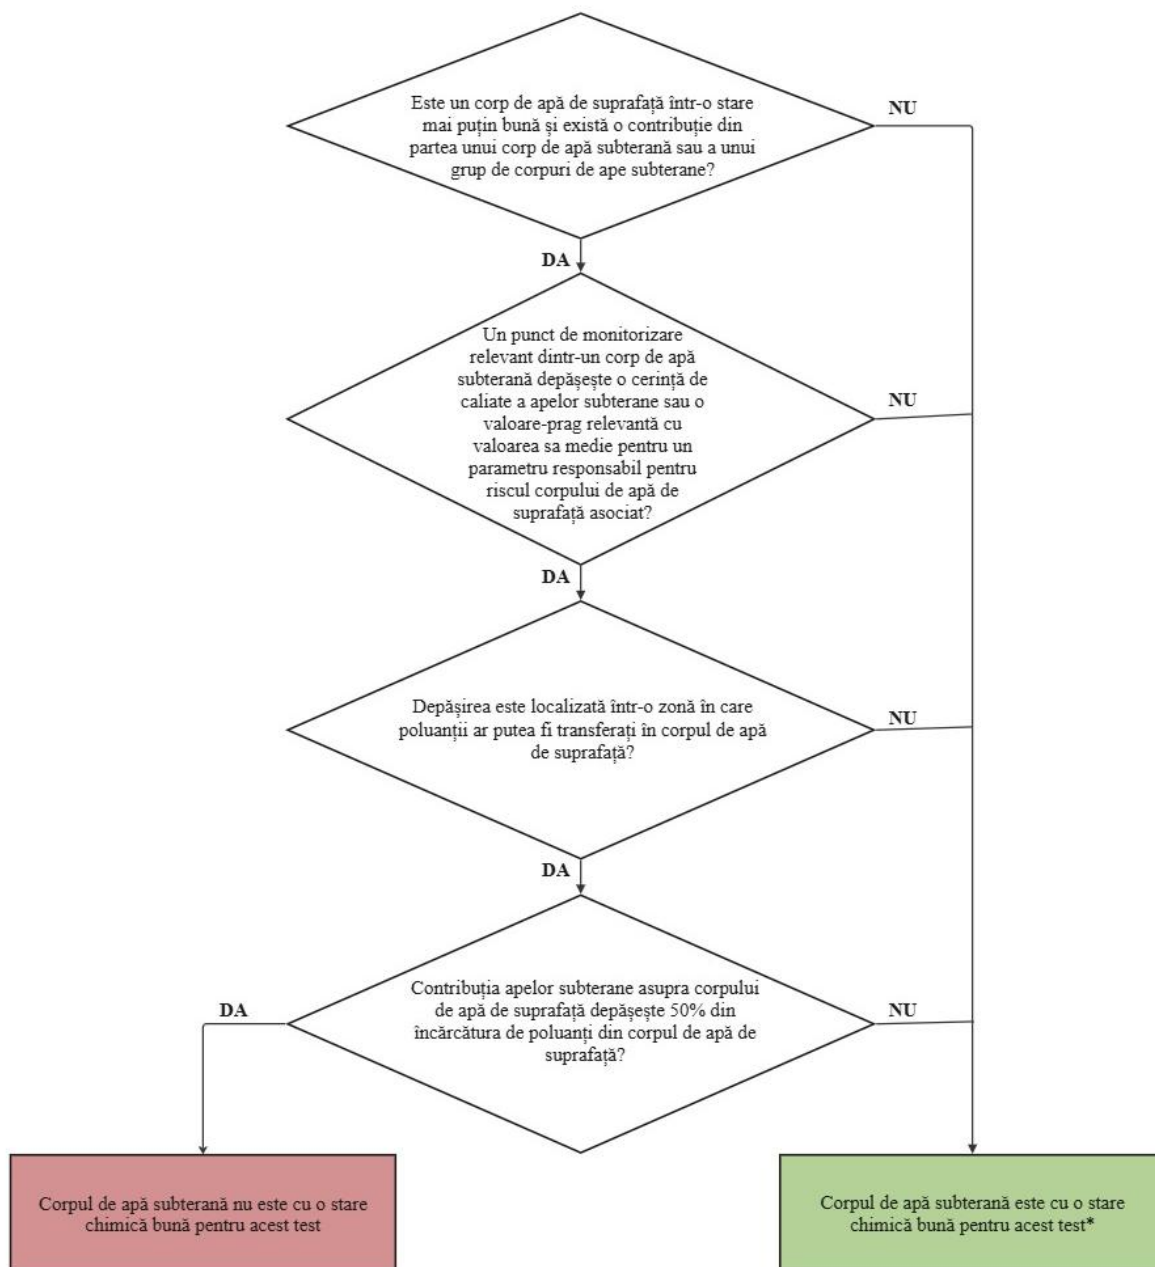 Este un corp de apă de suprafață într-o stare
mai puțin bună și există o contribuție din
partea unui corp de apă subterană sau a unui
grup de corpuri de ape subterane?
NU
DA
Un punct de monitorizare
relevant dintr-un corp de apă
subterană depășește o cerință de
caliate a apelor subterane sau o
valoare-prag relevantă cu
valoarea sa medie pentru un
parametru responsabil pentru
riscul corpului de apă de
suprafață asociat?
NU
DA
Depășirea este localizată într-o zonă în care
poluanții ar putea fi transferați în corpul de apă
de suprafață?
NU
DA
Contribuția apelor subterane asupra corpului
de apă de suprafață depășește 50% din
încărcătura de poluanți din corpul de apă de
suprafață?
DA
NU
Corpul de apă subterană nu este cu o stare
chimică bună pentru acest test
Corpul de apă subterană este cu o stare
chimică bună pentru acest test*